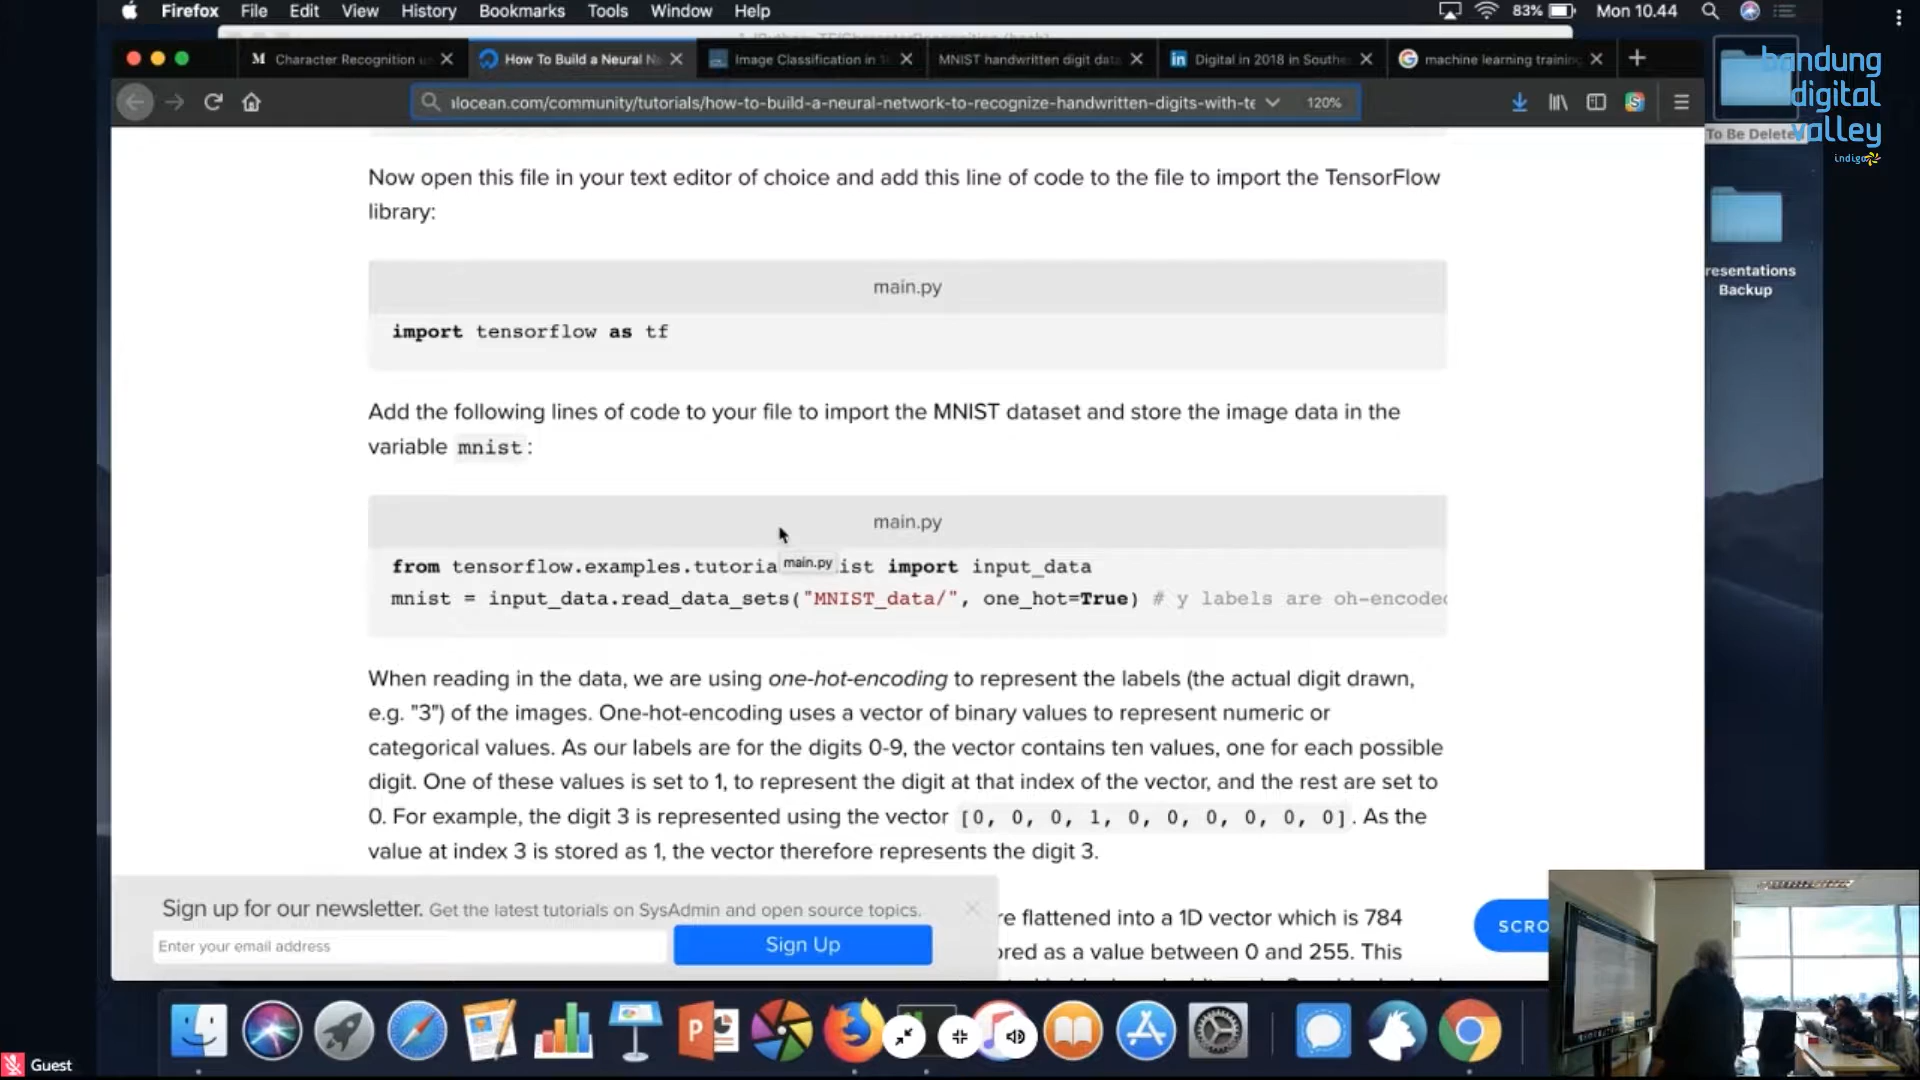 Firefox File Edit View History Bookmarks Tools Window Help 83% Mon 10.44
Character Recognition u
How To Build a Neural N
Image Classification in
MNIST handwritten digit dat
Digital in 2018 in Southe
machine learning training
ilocean.com/community/tutorials/how-to-build-a-neural-network-to-recognize-handwritten-digits-with-te 120%
bandung
digital
valley
indigo
To Be Delete
resentations
Backup
Now open this file in your text editor of choice and add this line of code to the file to import the TensorFlow
library:
main.py
import tensorflow as tf
Add the following lines of code to your file to import the MNIST dataset and store the image data in the
variable mnist:
main.py
from tensorflow.examples.tutoria main.py ist import input_data
mnist = input_data.read_data_sets("MNIST_data/", one_hot=True) # y labels are oh-encoded
When reading in the data, we are using one-hot-encoding to represent the labels (the actual digit drawn,
e.g. "3") of the images. One-hot-encoding uses a vector of binary values to represent numeric or
categorical values. As our labels are for the digits 0-9, the vector contains ten values, one for each possible
digit. One of these values is set to 1, to represent the digit at that index of the vector, and the rest are set to
0. For example, the digit 3 is represented using the vector [0, 0, 0, 1, 0, 0, 0, 0, 0, 0]. As the
value at index 3 is stored as 1, the vector therefore represents the digit 3.
re flattened into a 1D vector which is 784
ored as a value between 0 and 255. This
Sign up for our newsletter. Get the latest tutorials on SysAdmin and open source topics.
Enter your email address
Sign Up
SCRO
Guest